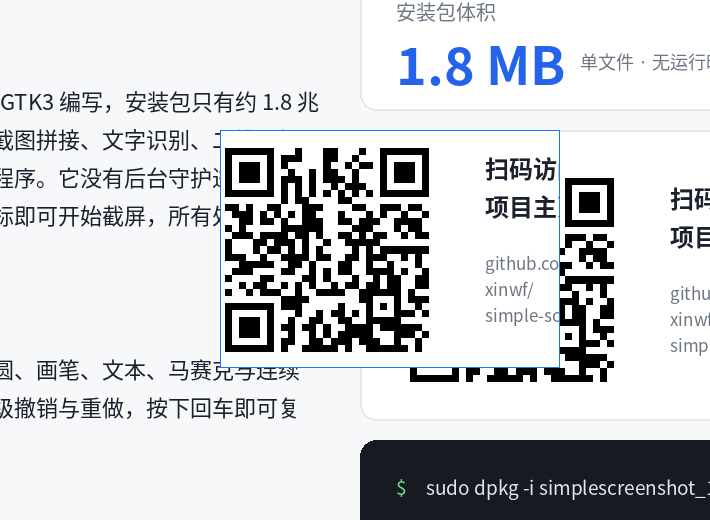 安装包体积
1.8 MB 单文件 · 无运行
GTK3 编写，安装包只有约 1.8 兆
截图拼接、文字识别、二
程序。它没有后台守护
标即可开始截屏，所有
圆、画笔、文本、马赛克与连续
级撤销与重做，按下回车即可复
扫码访
项目主
github.co
xinwf/
simple-sc
扫码
项目
githu
xinwf
simp
$ sudo dpkg -i simplescreenshot_1